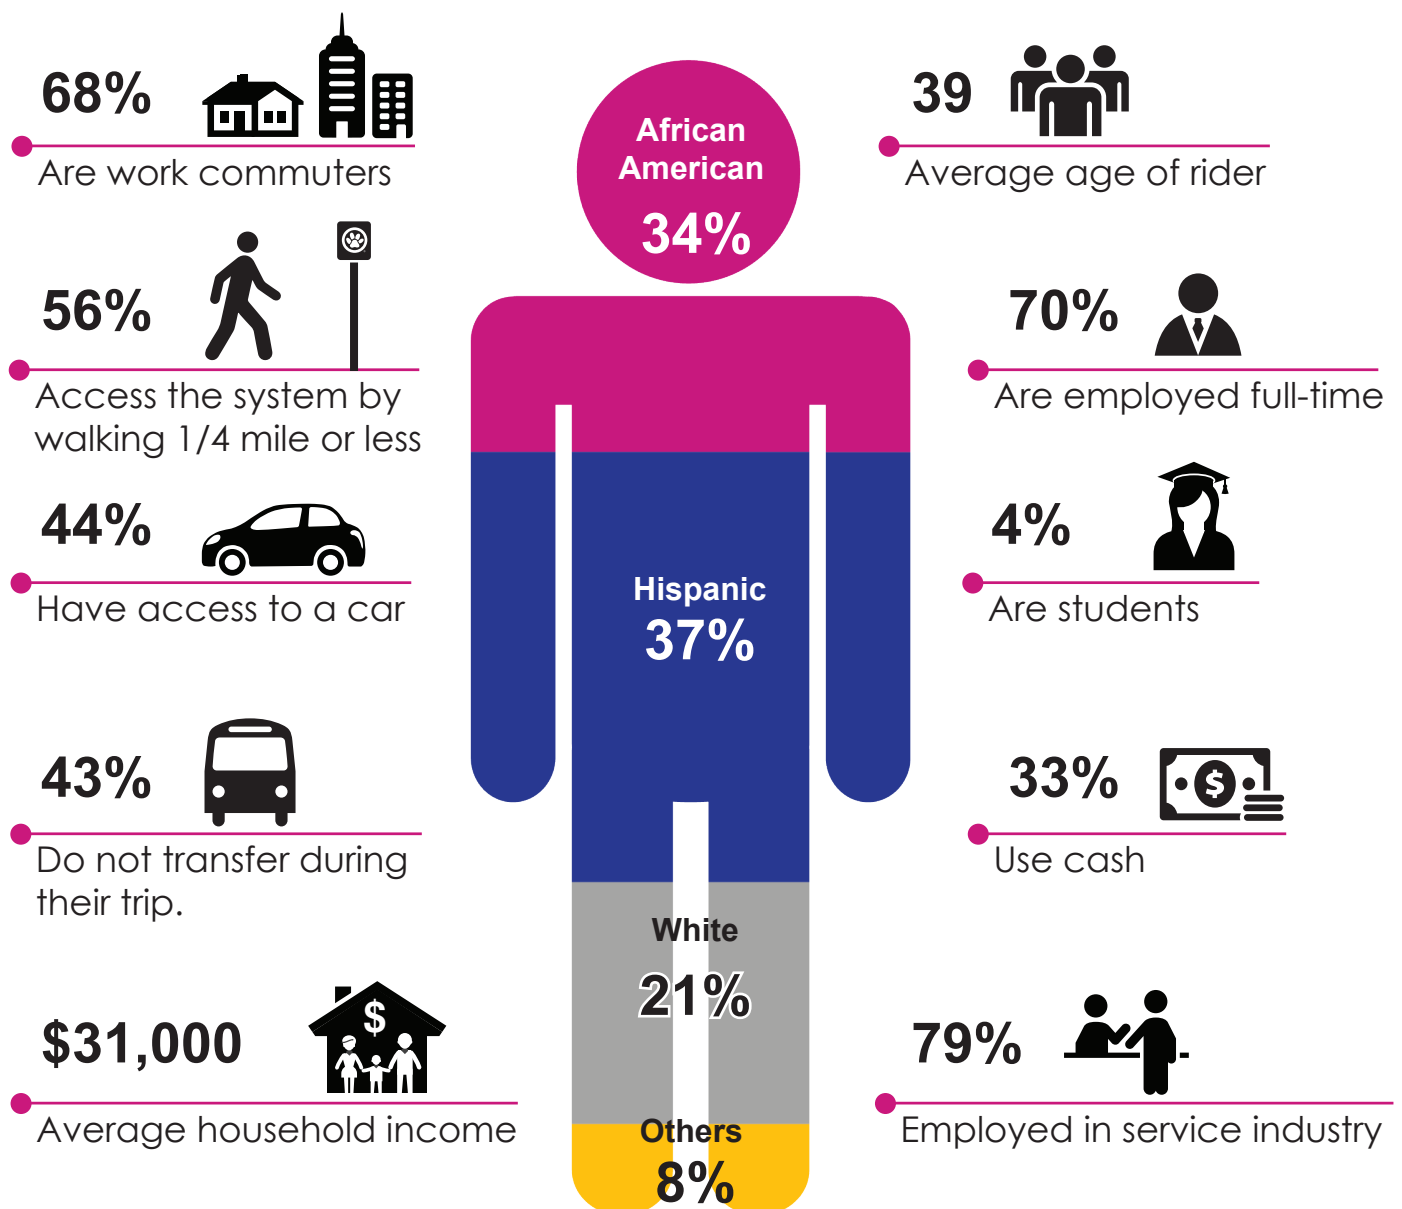 68%
Are work commuters
56%
Access the system by
walking 1/4 mile or less
44%
Have access to a car
43%
Do not transfer during
their trip.
$31,000
$
Average household income
African
American
34%
Hispanic
37%
White
21%
Others
8%
39
Average age of rider
70%
Are employed full-time
4%
Are students
33%
$
Use cash
79%
Employed in service industry